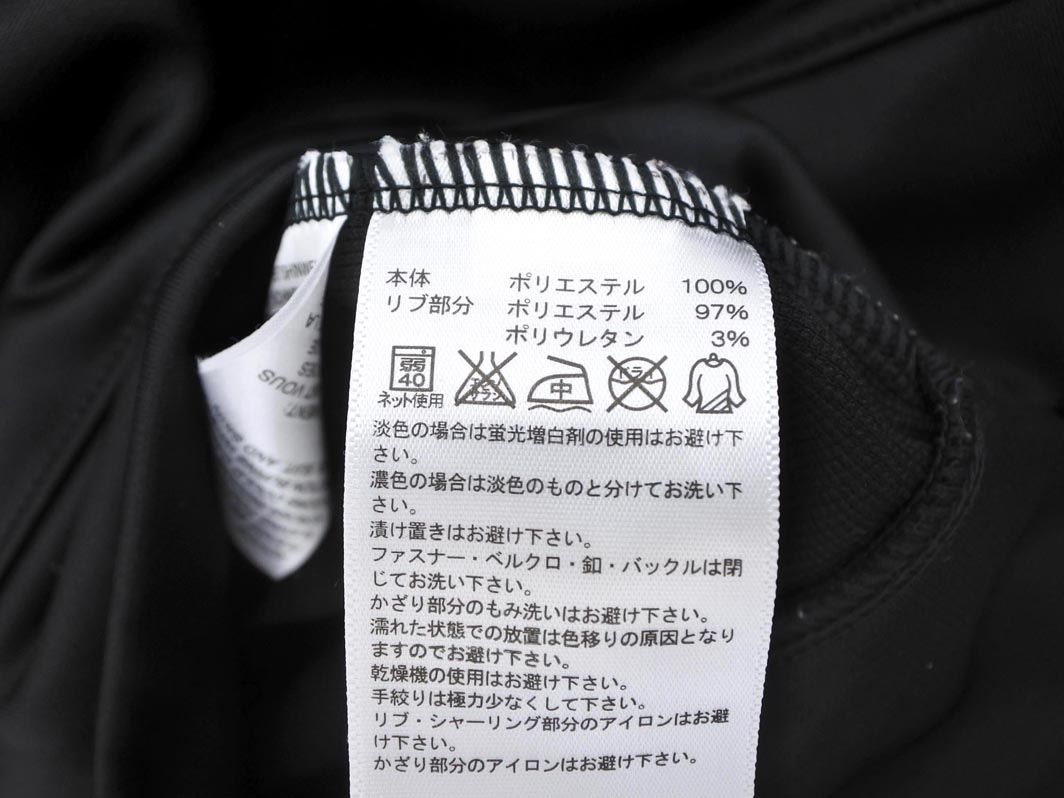 本体 ポリエステル 100%
リブ部分 ポリエステル 97%
ポリウレタン 3%
弱
40
ネット使用
エンソ
サラシ
中
ドライ
淡色の場合は蛍光増白剤の使用はお避け下
さい。
濃色の場合は淡色のものと分けてお洗い下
さい。
漬け置きはお避け下さい。
ファスナー・ベルクロ・釦・バックルは閉
じてお洗い下さい。
かざり部分のもみ洗いはお避け下さい。
濡れた状態での放置は色移りの原因となり
ますのでお避け下さい。
乾燥機の使用はお避け下さい。
手絞りは極力少なくして下さい。
リブ・シャーリング部分のアイロンはお避
け下さい。
かざり部分のアイロンはお避け下さい。